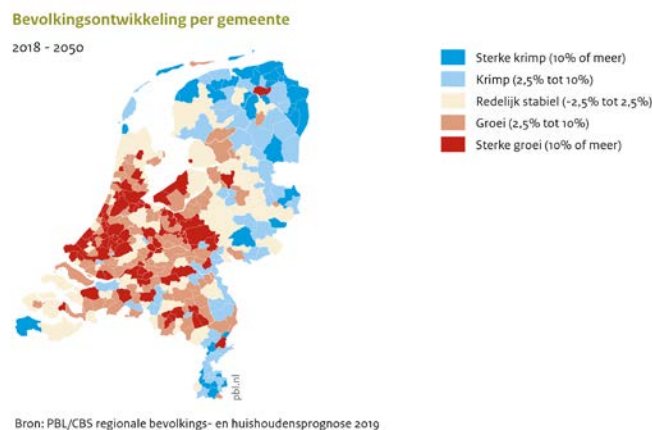 Bevolkingsontwikkeling per gemeente
2018 - 2050
Sterke krimp (10% of meer)
Krimp (2,5% tot 10%)
Redelijk stabiel (-2,5% tot 2,5%)
Groei (2,5% tot 10%)
Sterke groei (10% of meer)
pbl.nl
Bron: PBL/CBS regionale bevolkings- en huishoudensprognose 2019